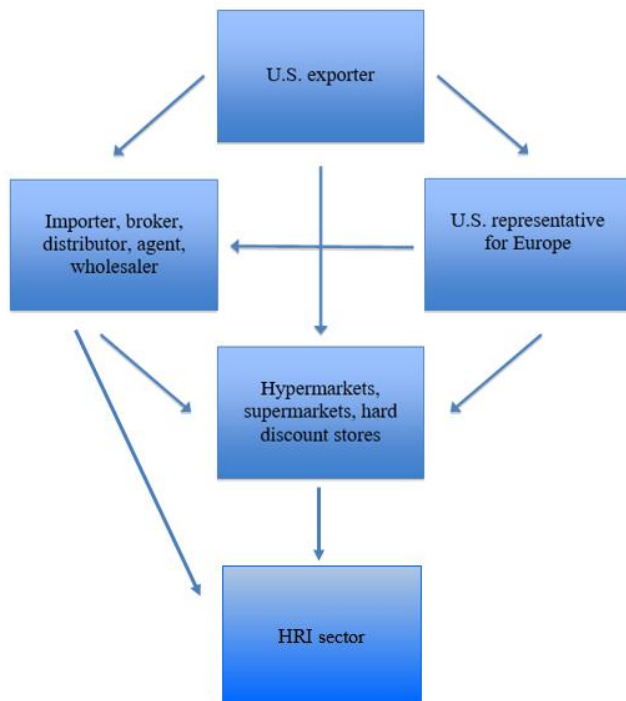 U.S. exporter
Importer, broker,
distributor, agent,
wholesaler
U.S. representative
for Europe
Hypermarkets,
supermarkets, hard
discount stores
HRI sector